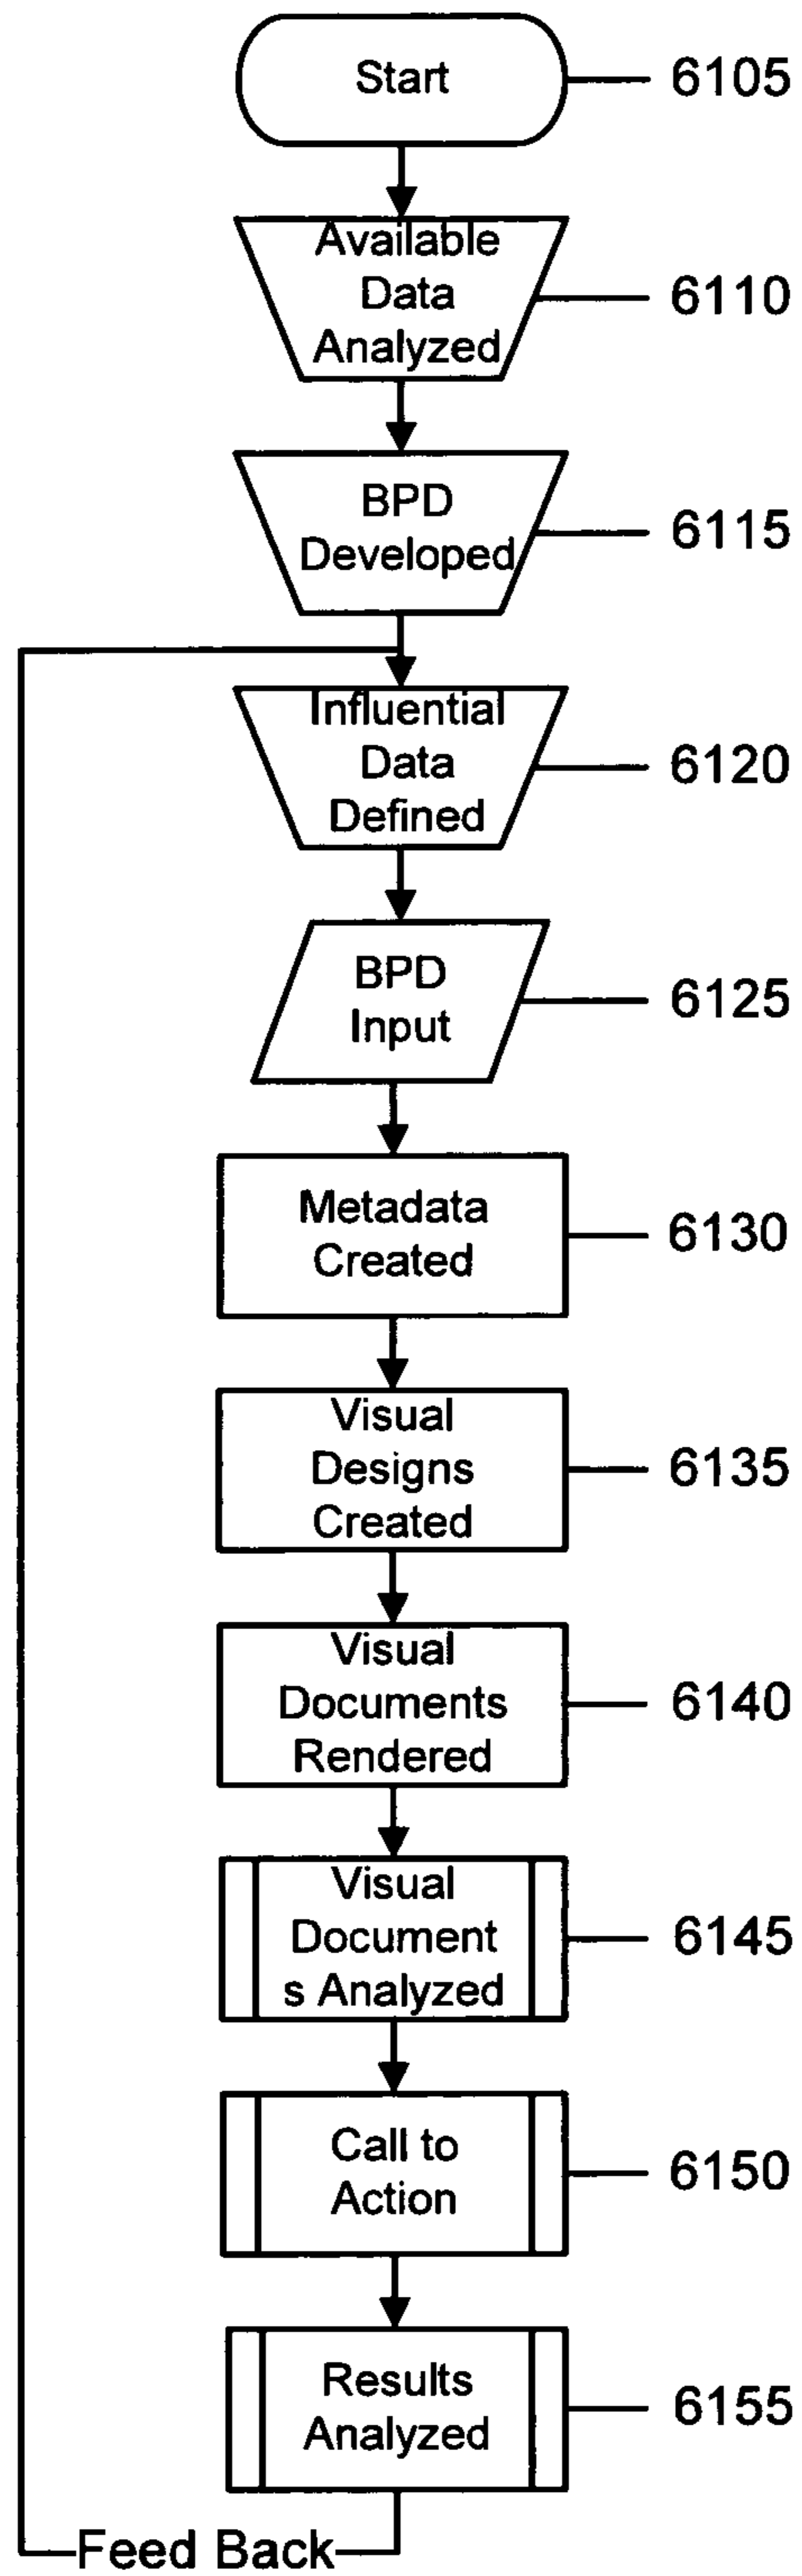 Start
6105
Available
Data
Analyzed
6110
BPD
Developed
6115
Influential
Data
Defined
6120
BPD
Input
6125
Metadata
Created
6130
Visual
Designs
Created
6135
Visual
Documents
Rendered
6140
Visual
Document
s Analyzed
6145
Call to
Action
6150
Results
Analyzed
6155
Feed Back